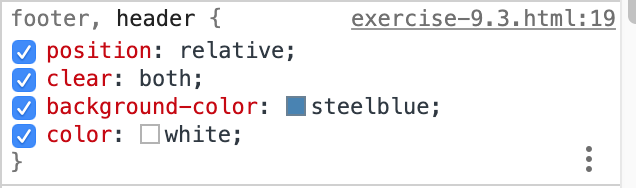 footer, header { exercise-9.3.html:19
position: relative;
clear: both;
background-color: steelblue;
color: white;
}